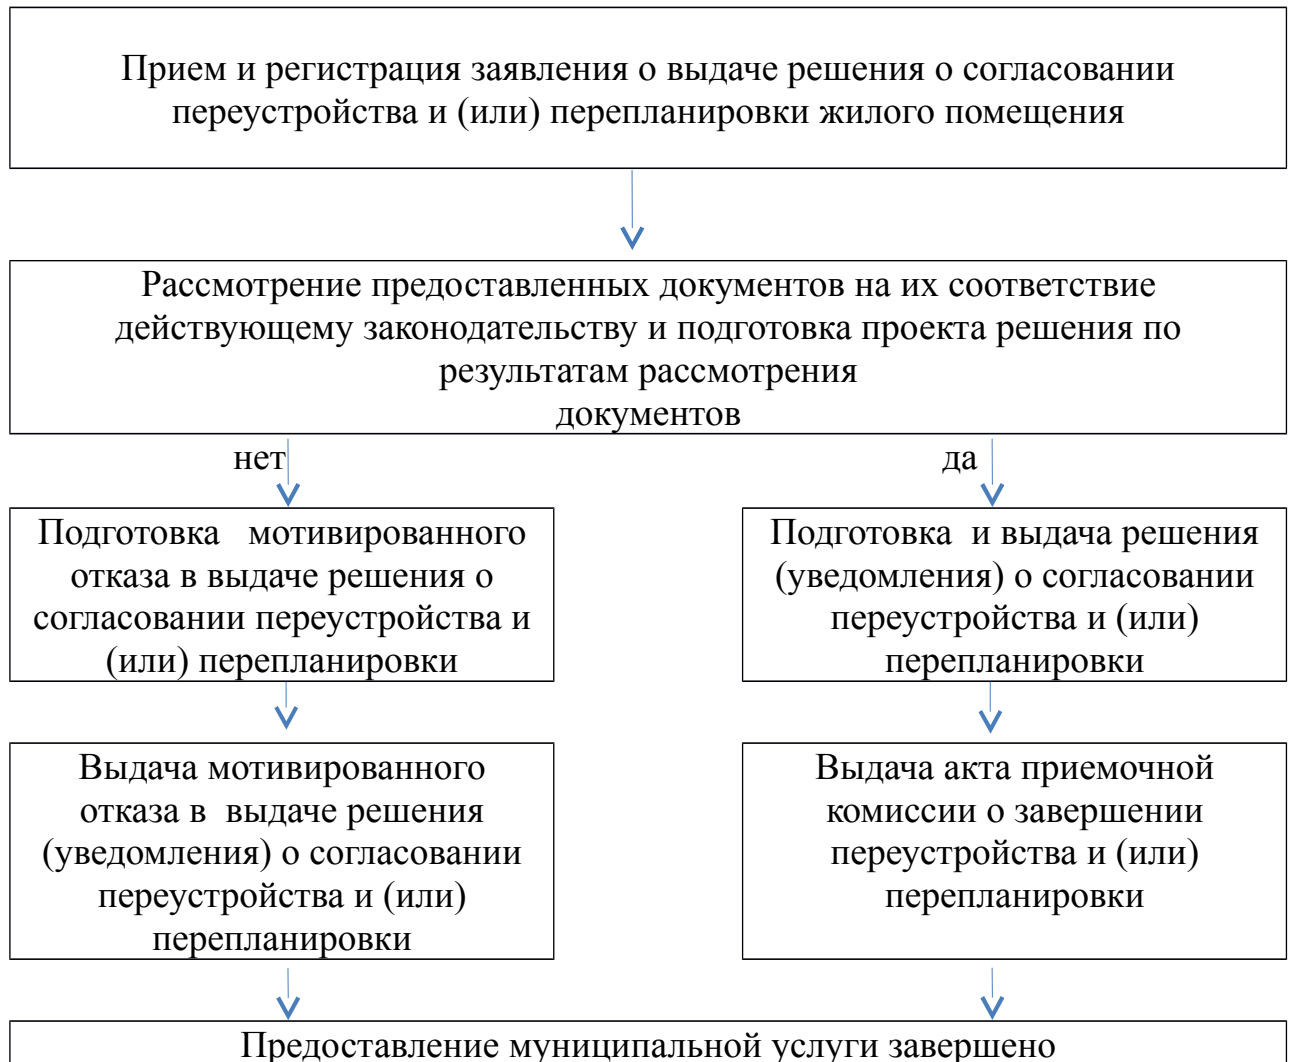 Прием и регистрация заявления о выдаче решения о согласовании
переустройства и (или) перепланировки жилого помещения
Рассмотрение предоставленных документов на их соответствие
действующему законодательству и подготовка проекта решения по
результатам рассмотрения
документов
нет
да
Подготовка мотивированного
отказа в выдаче решения о
согласовании переустройства и
(или) перепланировки
Подготовка и выдача решения
(уведомления) о согласовании
переустройства и (или)
перепланировки
Выдача мотивированного
отказа в выдаче решения
(уведомления) о согласовании
переустройства и (или)
перепланировки
Выдача акта приемочной
комиссии о завершении
переустройства и (или)
перепланировки
Предоставление муниципальной услуги завершено